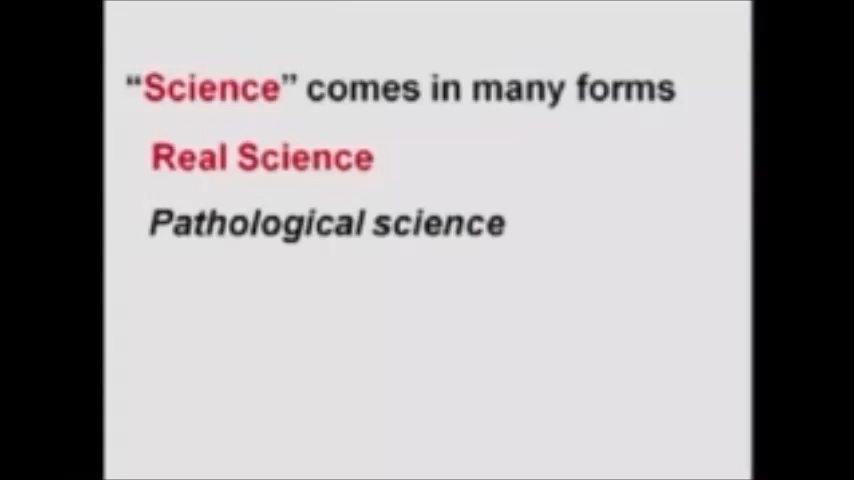 “Science” comes in many forms
Real Science
Pathological science